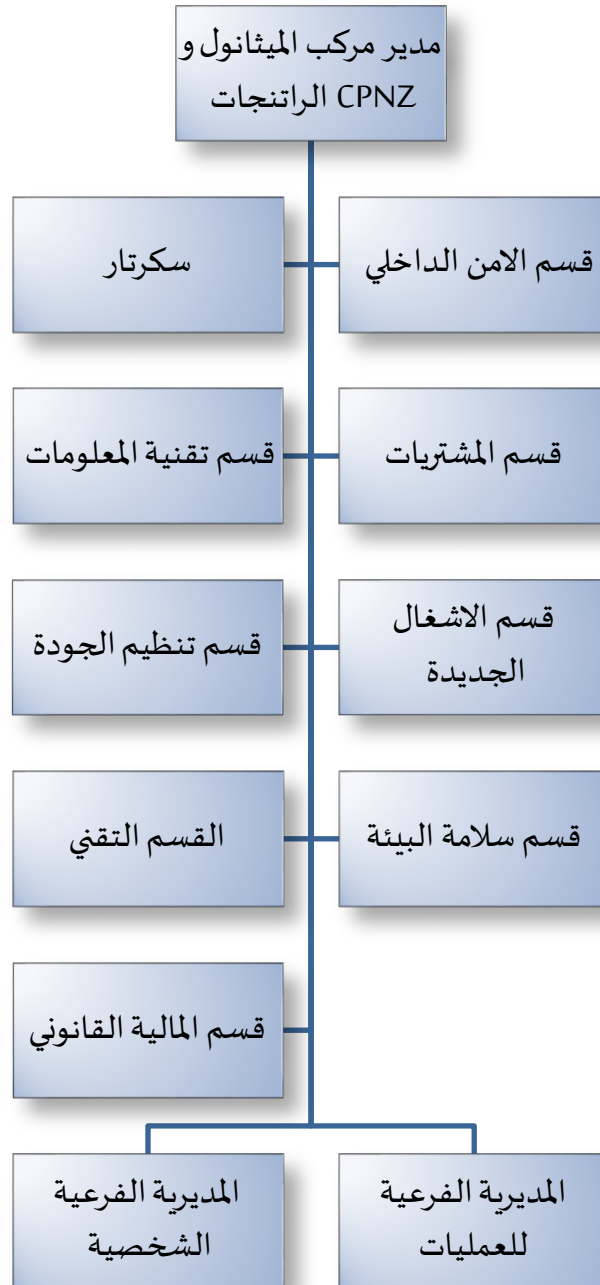 مدير مركب الميثانول و
الراتنجات CPNZ
قسم الامن الداخلي
سكرتار
قسم المشتريات
قسم تقنية المعلومات
قسم الاشغال
الجديدة
قسم تنظيم الجودة
قسم سلامة البيئة
القسم التقني
قسم المالية القانوني
المديرية الفرعية
للعمليات
المديرية الفرعية
الشخصية